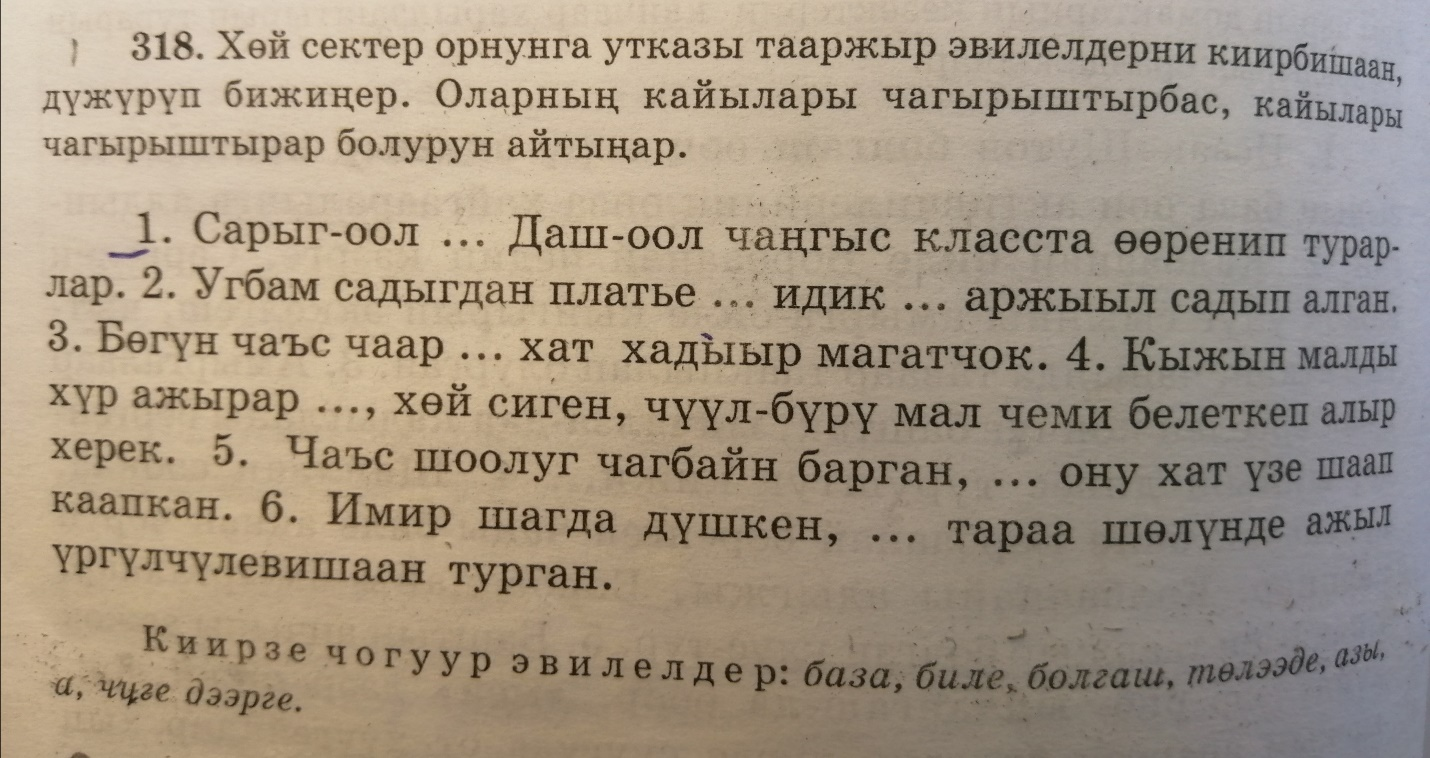 318. Хөй сектер орнунга утказы тааржыр эвилелдерни киирбишаан,
дүжүрүп бижиңер. Оларның кайылары чагырыштырбас, кайылары
чагырыштырар болурун айтыңар.
1. Сарыг-оол ... Даш-оол чаңгыс класста өөренип турар-
лар. 2. Угбам садыгдан платье ... идик ... аржыыл садып алган.
3. Бөгүн чаъс чаар ... хат хадыыр магатчок. 4. Кыжын малды
хүр ажырар ..., хөй сиген, чүүл-бүрү мал чеми белеткеп алыр
херек. 5. Чаъс шоолуг чагбайн барган, ... ону хат үзе шаап
каапкан. 6. Имир шагда дүшкен, ... тараа шөлүнде ажыл
үргүлчүлевишаан турган.
Киирзе чогуур эвилелдер: база, биле, болгаш, төлээде, азы,
а, чүге дээрге.